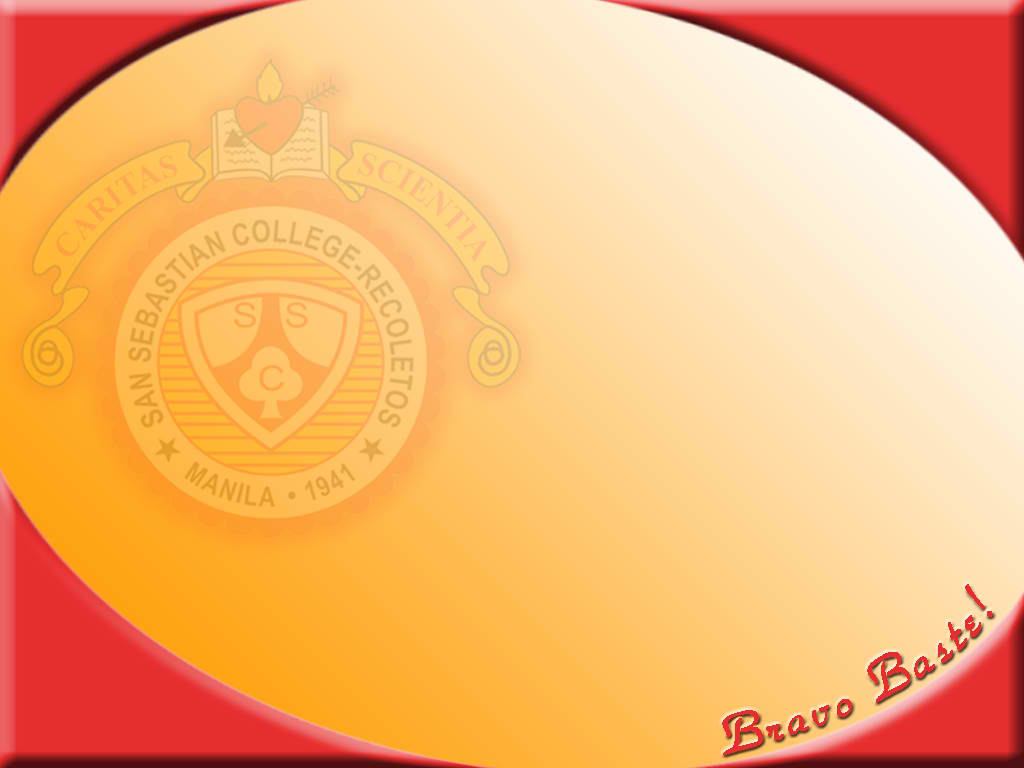 CARITAS SCIENTIA
SAN SEBASTIAN COLLEGE-RECOLETOS
S S
C
★ MANILA • 1941 ★
Bravo Baste!